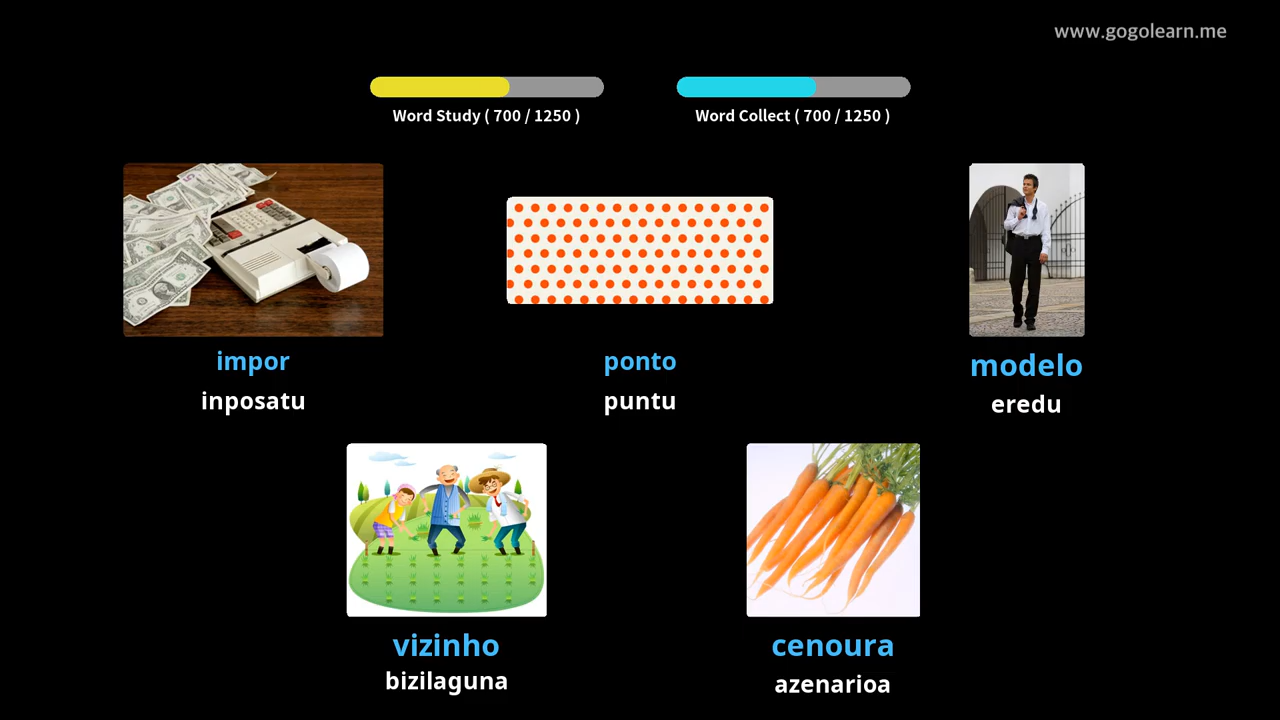 www.gogolearn.me
Word Study ( 700 / 1250 )
Word Collect ( 700 / 1250 )
impor
inposatu
ponto
puntu
modelo
eredu
vizinho
bizilaguna
cenoura
azenarioa